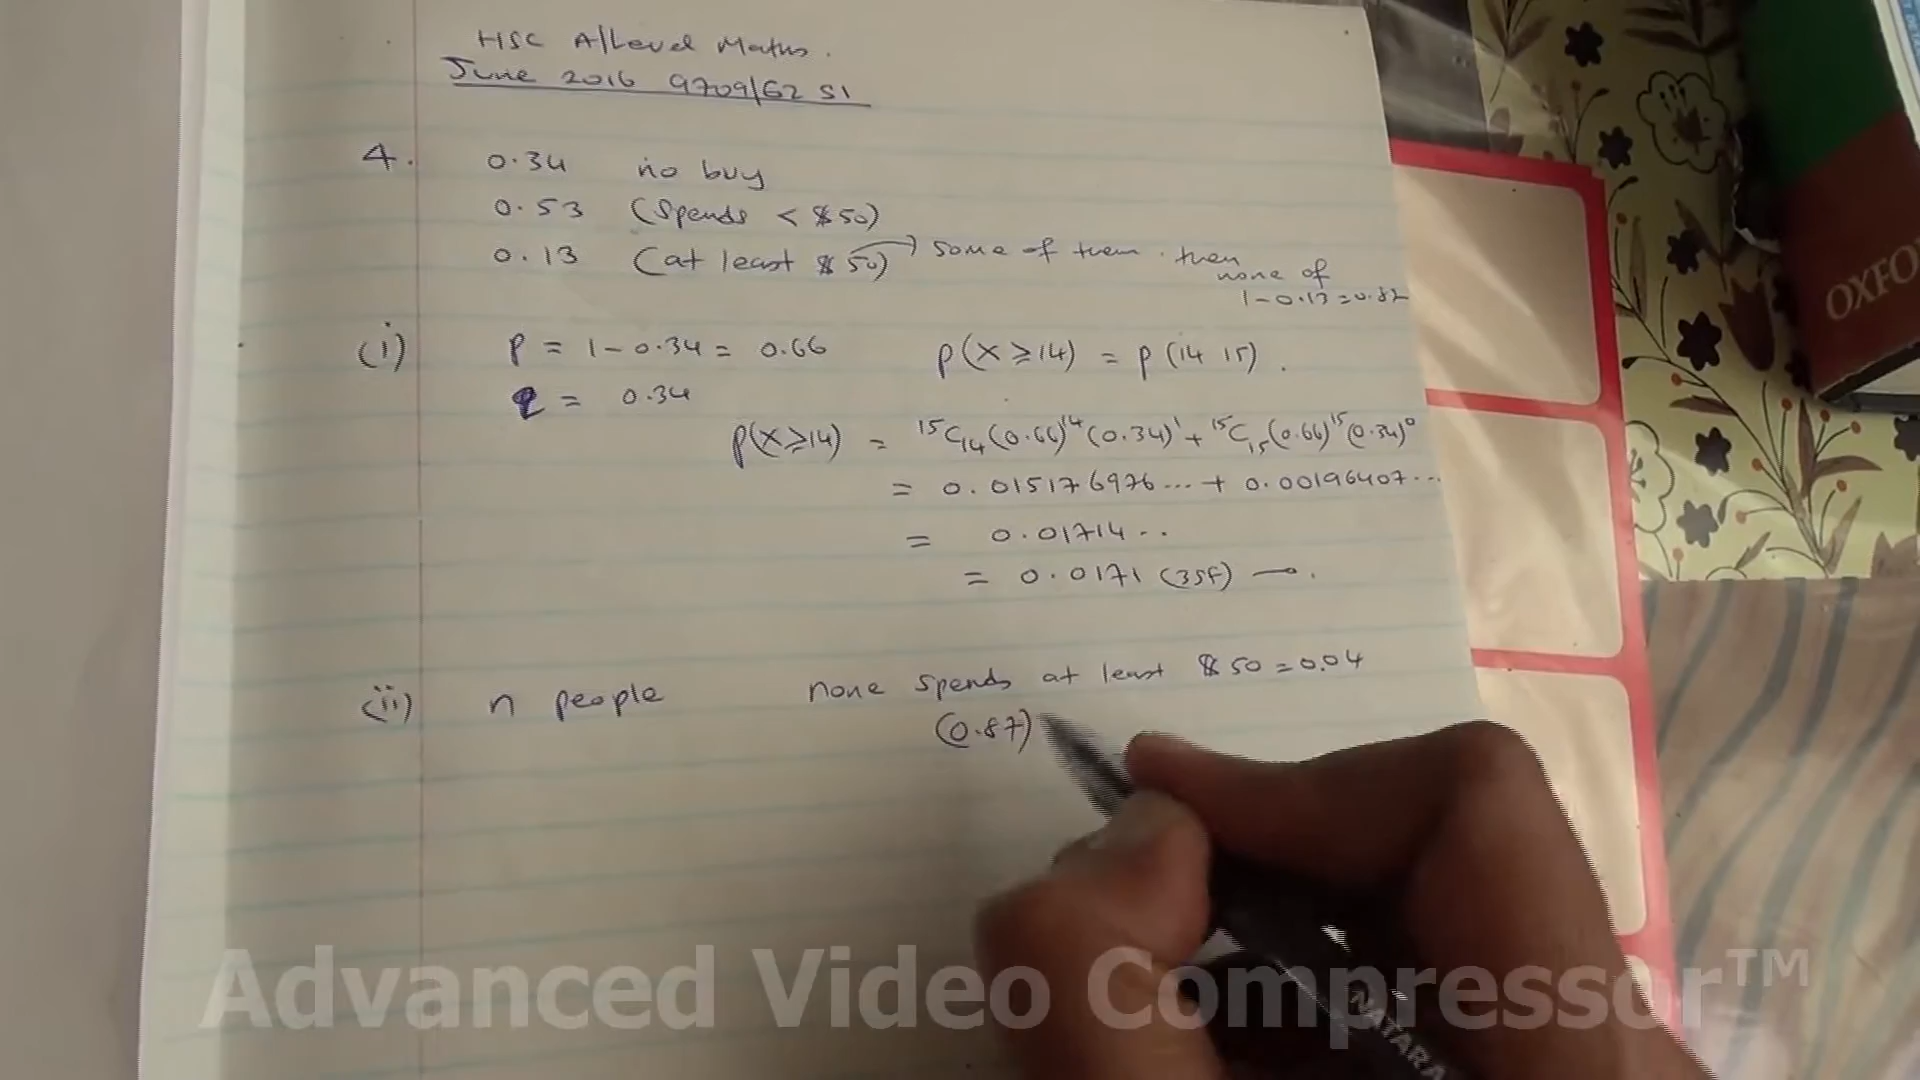 HSC A/Level Maths.
June 2016 9709/62 S1
4. 0.34 no buy
0.53 (Spends < $50)
0.13 (at least $50) → some of them. then
none of
1-0.13=0.87
(i) P = 1-0.34 = 0.66 P(X ≥ 14) = P(14 15).
q = 0.34
P(X ≥ 14) = ¹⁵C₁₄(0.66)¹⁴(0.34)¹ + ¹⁵C₁₅(0.66)¹⁵(0.34)⁰
= 0.015176976... + 0.00196407...
= 0.01714..
= 0.0171 (3SF)
(ii) n people none spends at least $50 = 0.04
(0.87)
Advanced Video Compressor™
OXFO
NATARA